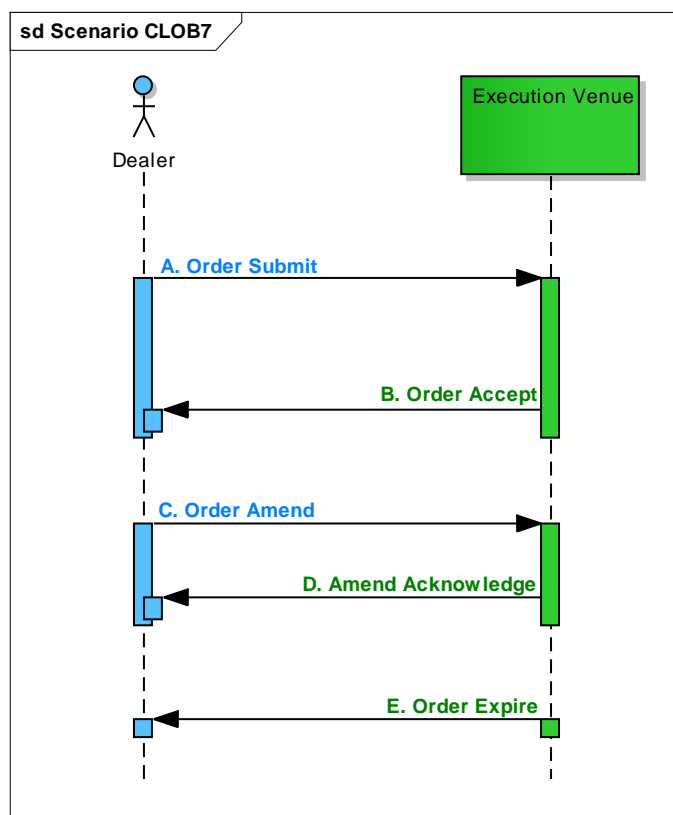 sd Scenario CLOB7
Execution Venue
Dealer
A. Order Submit
B. Order Accept
C. Order Amend
D. Amend Acknowledge
E. Order Expire